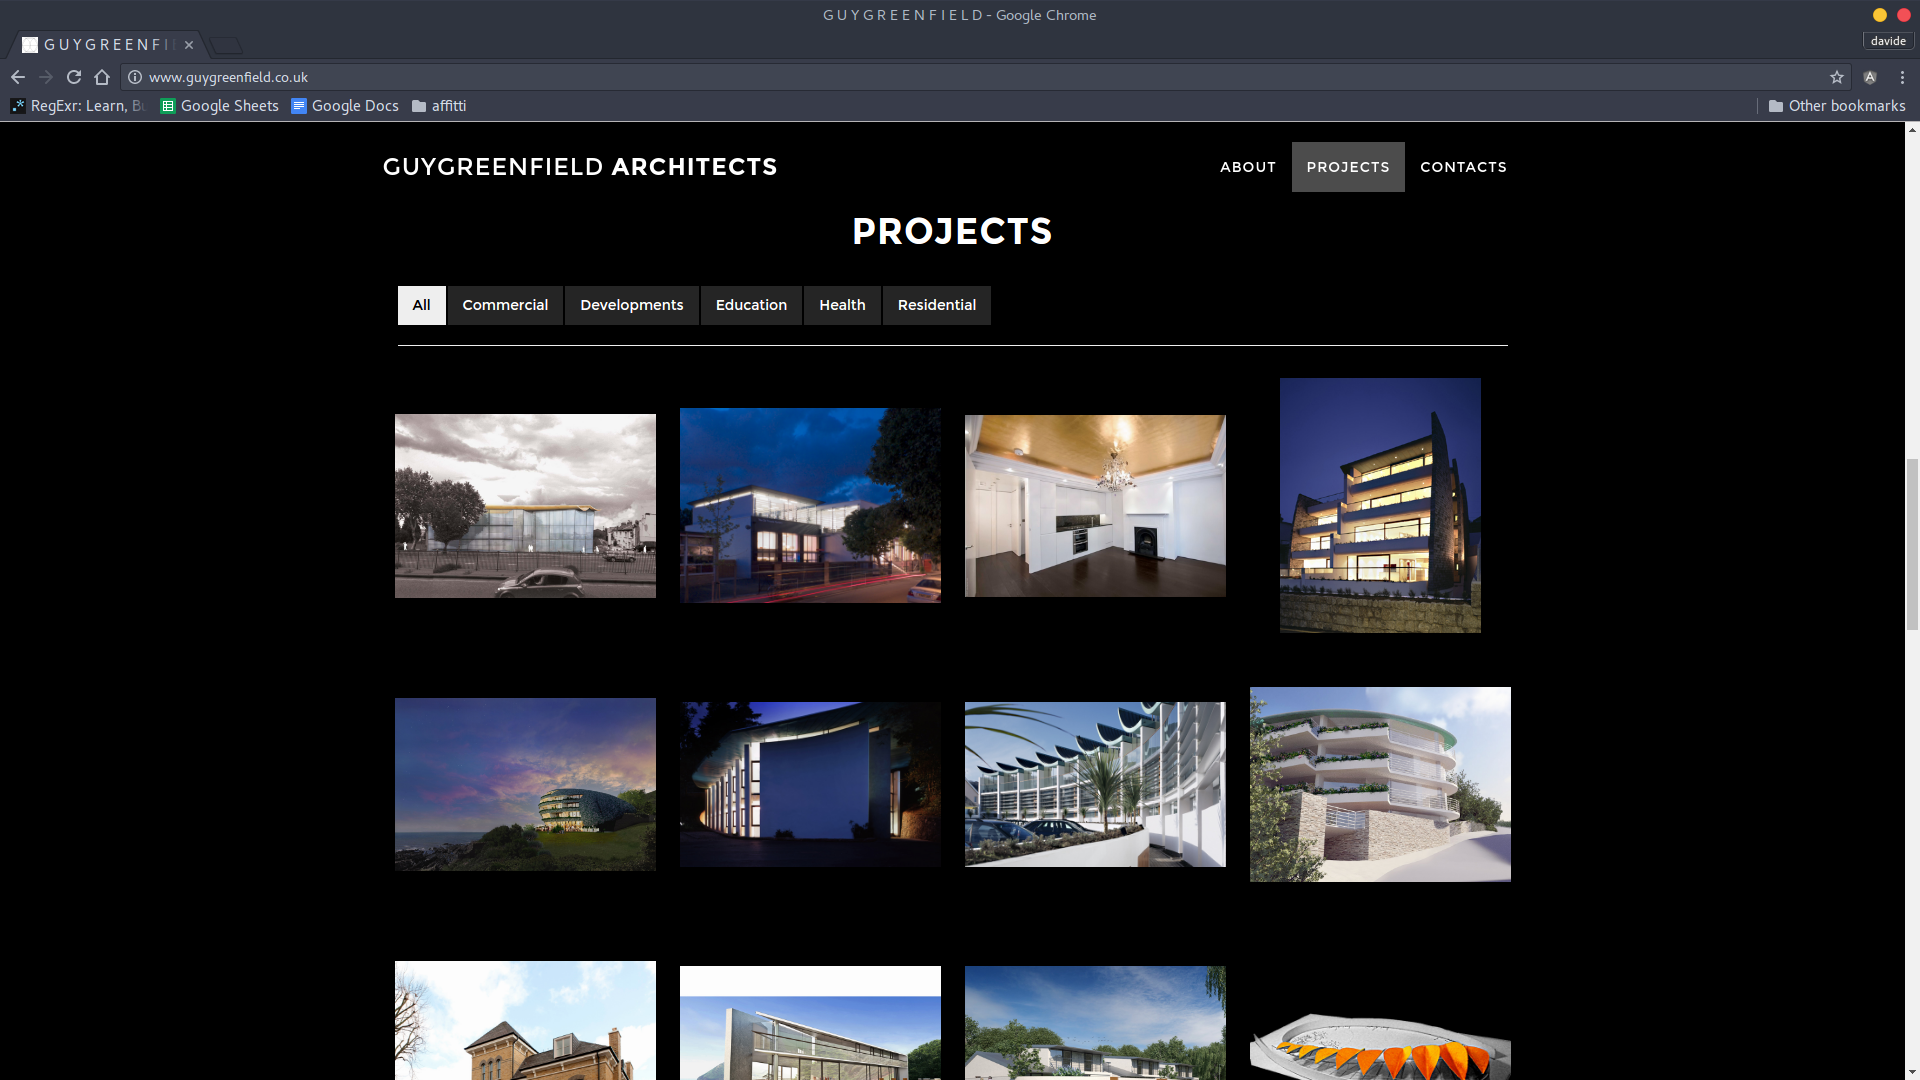 G U Y G R E E N F I E L D - Google Chrome
G U Y G R E E N F I
davide
www.guygreenfield.co.uk
RegExr: Learn, Bu
Google Sheets
Google Docs
affitti
Other bookmarks
GUYGREENFIELD ARCHITECTS
ABOUT
PROJECTS
CONTACTS
PROJECTS
All
Commercial
Developments
Education
Health
Residential